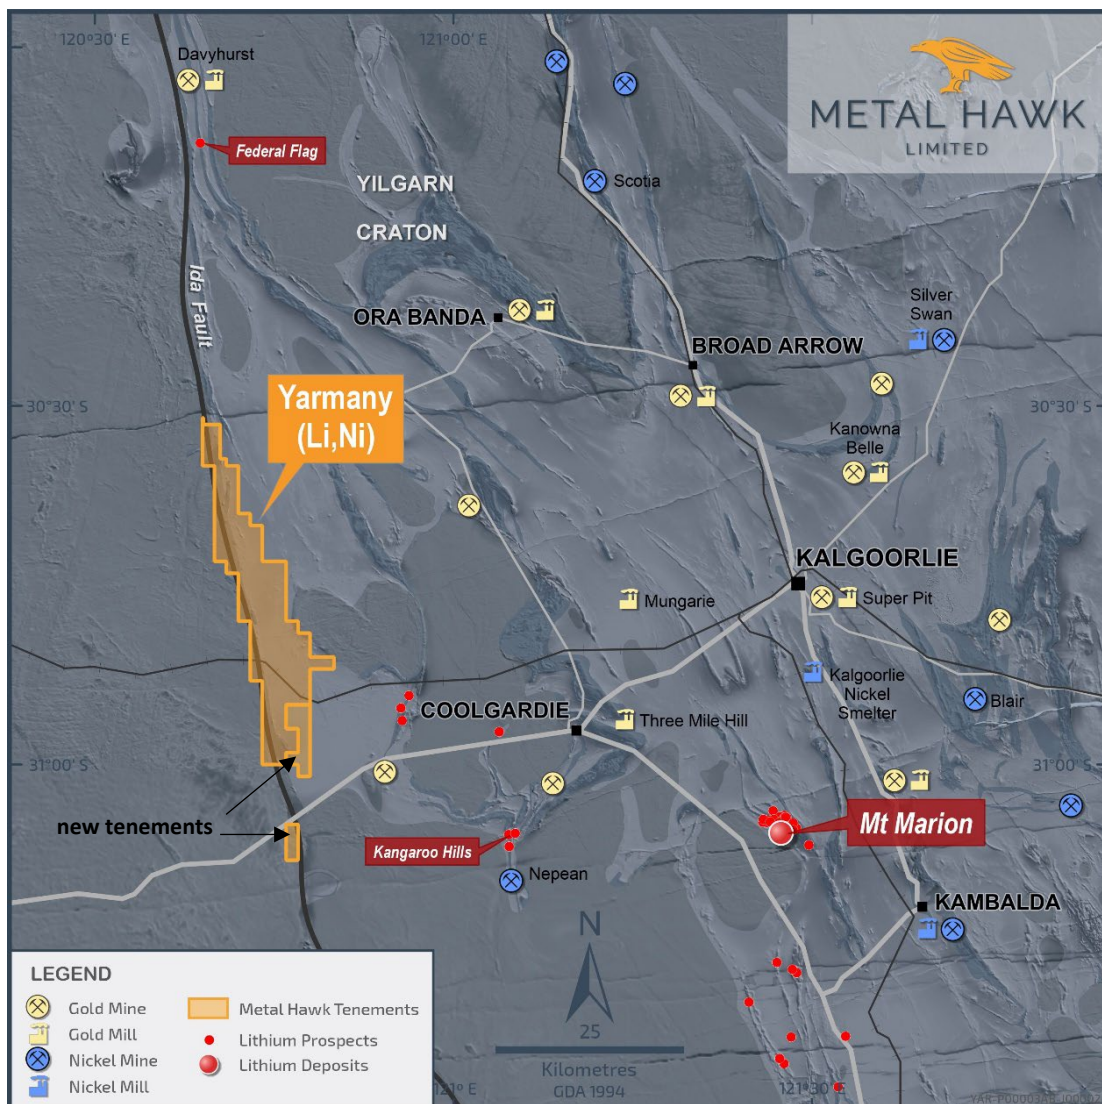 120°30' E
121°00' E
METAL HAWK
LIMITED
Davyhurst
Federal Flag
YILGARN
CRATON
Scotia
Ida Fault
ORA BANDA
Silver
Swan
BROAD ARROW
30°30' S
30°30' S
Yarmany
(Li,Ni)
Kanowna
Belle
KALGOORLIE
Mungarie
Super Pit
Kalgoorlie
Nickel
Smelter
Blair
COOLGARDIE
Three Mile Hill
31°00' S
31°00' S
new tenements
Mt Marion
Kangaroo Hills
Nepean
KAMBALDA
N
25
Kilometres
GDA 1994
LEGEND
Gold Mine
Gold Mill
Nickel Mine
Nickel Mill
Metal Hawk Tenements
Lithium Prospects
Lithium Deposits
121° E
121°30' E